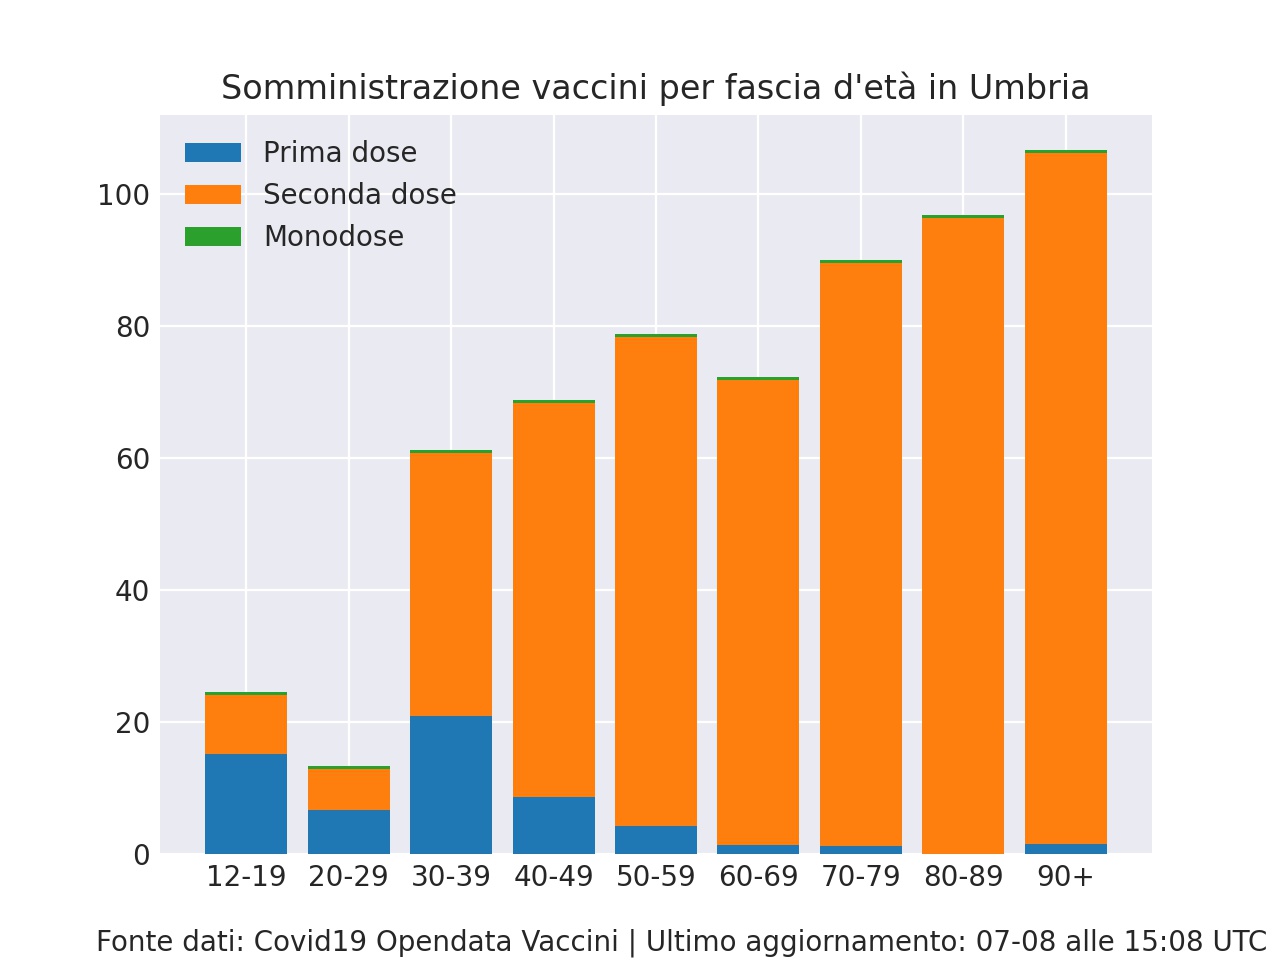 Somministrazione vaccini per fascia d'età in Umbria
Prima dose
Seconda dose
Monodose
100
80
60
40
20
0
12-19 20-29 30-39 40-49 50-59 60-69 70-79 80-89 90+
Fonte dati: Covid19 Opendata Vaccini | Ultimo aggiornamento: 07-08 alle 15:08 UTC